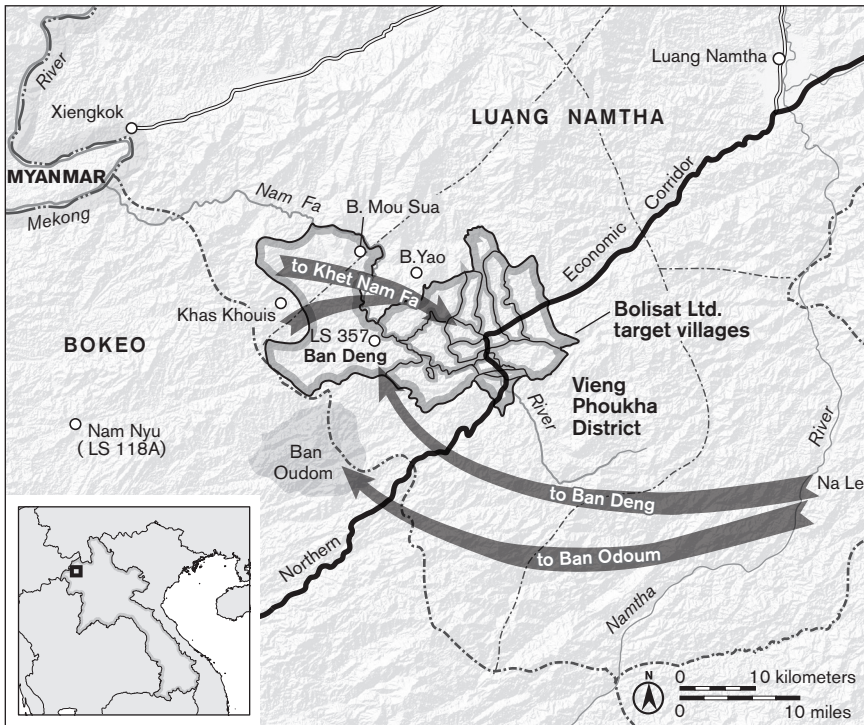 River
Xiengkok
MYANMAR
Mekong
Nam Fa
Luang Namtha
LUANG NAMTHA
B. Mou Sua
B.Yao
to Khet Nam Fa
Khas Khouis
LS 357
Ban Deng
BOKEO
Nam Nyu
(LS 118A)
Ban
Oudom
Northern
Economic
Corridor
Bolisat Ltd.
target villages
Vieng
Phoukha
District
River
River
Na Le
to Ban Deng
to Ban Odoum
Namtha
N
0 10 kilometers
0 10 miles